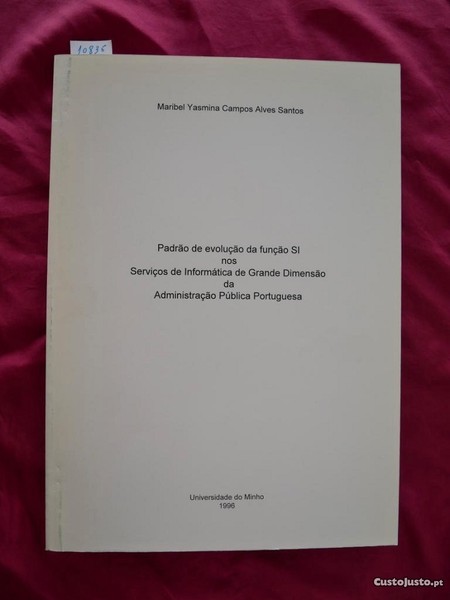 10836
Maribel Yasmina Campos Alves Santos
Padrão de evolução da função SI
nos
Serviços de Informática de Grande Dimensão
da
Administração Pública Portuguesa
Universidade do Minho
1996
CustoJusto.pt